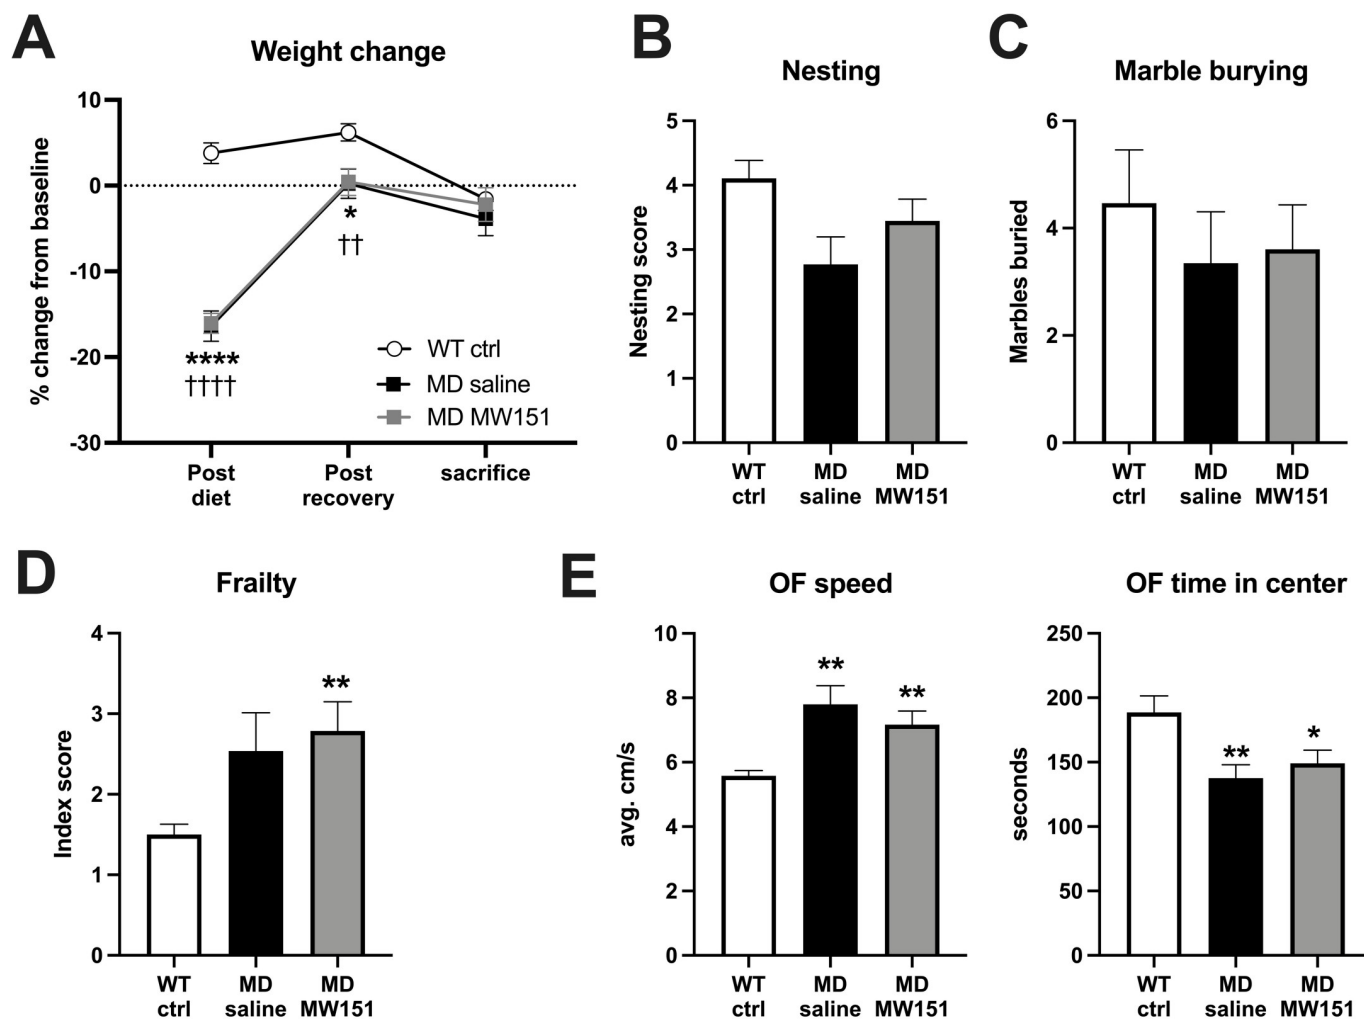 A
Weight change
% change from baseline
10
0
-10
-20
-30
*
††
****
††††
WT ctrl
MD saline
MD MW151
Post
diet
Post
recovery
sacrifice
B
Nesting
Nesting score
5
4
3
2
1
0
WT
ctrl
MD
saline
MD
MW151
C
Marble burying
Marbles buried
6
4
2
0
WT
ctrl
MD
saline
MD
MW151
D
Frailty
Index score
4
3
2
1
0
**
WT
ctrl
MD
saline
MD
MW151
E
OF speed
avg. cm/s
10
8
6
4
2
0
**
**
WT
ctrl
MD
saline
MD
MW151
OF time in center
seconds
250
200
150
100
50
0
**
*
WT
ctrl
MD
saline
MD
MW151